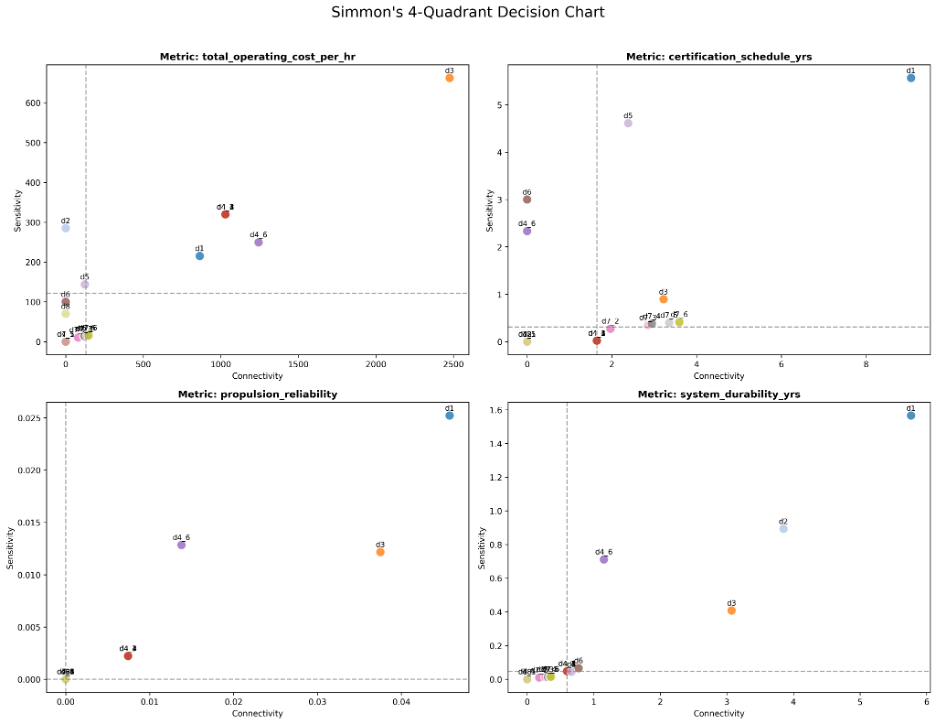 Simmon's 4-Quadrant Decision Chart
Metric: total_operating_cost_per_hr
Sensitivity
600
500
400
300
200
100
0
d3
d2
d1
d4_6
d5
d6
d8
0
500
1000
1500
2000
2500
Connectivity
Metric: certification_schedule_yrs
Sensitivity
5
4
3
2
1
0
d1
d5
d6
d4_6
d3
d7_6
d7_2
0
2
4
6
8
Connectivity
Metric: propulsion_reliability
Sensitivity
0.025
0.020
0.015
0.010
0.005
0.000
d1
d4_6
d3
0.00
0.01
0.02
0.03
0.04
Connectivity
Metric: system_durability_yrs
Sensitivity
1.6
1.4
1.2
1.0
0.8
0.6
0.4
0.2
0.0
d1
d2
d4_6
d3
d6
0
1
2
3
4
5
6
Connectivity